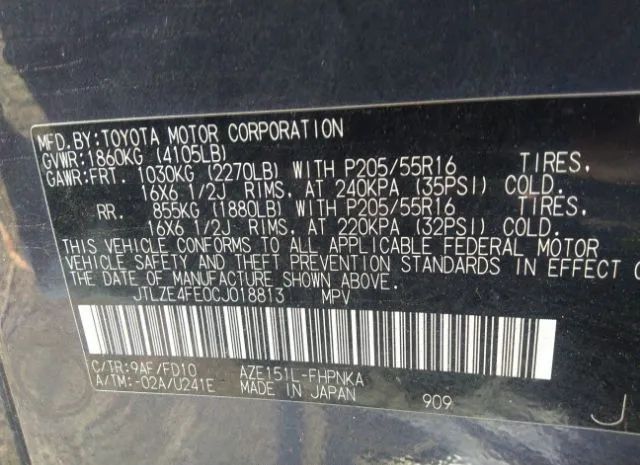 MFD.BY:TOYOTA MOTOR CORPORATION
GVWR:1860KG (4105LB)
GAWR:FRT. 1030KG (2270LB) WITH P205/55R16 TIRES,
16X6 1/2J RIMS, AT 240KPA (35PSI) COLD.
RR. 855KG (1880LB) WITH P205/55R16 TIRES,
16X6 1/2J RIMS, AT 220KPA (32PSI) COLD.
THIS VEHICLE CONFORMS TO ALL APPLICABLE FEDERAL MOTOR
VEHICLE SAFETY AND THEFT PREVENTION STANDARDS IN EFFECT
THE DATE OF MANUFACTURE SHOWN ABOVE.
JTLZE4FE0CJ018813 MPV
C/TR:9AF/FD10 AZE151L-FHPNKA
A/TM:-02A/U241E MADE IN JAPAN 909
J